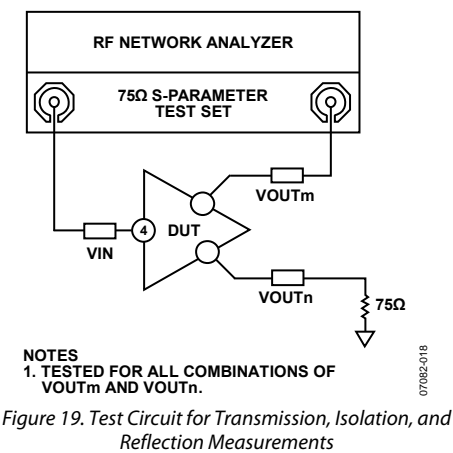 RF NETWORK ANALYZER
75Ω S-PARAMETER
TEST SET
VOUTm
4
DUT
VIN
VOUTn
75Ω
NOTES
1. TESTED FOR ALL COMBINATIONS OF
VOUTm AND VOUTn.
07082-018
Figure 19. Test Circuit for Transmission, Isolation, and
Reflection Measurements